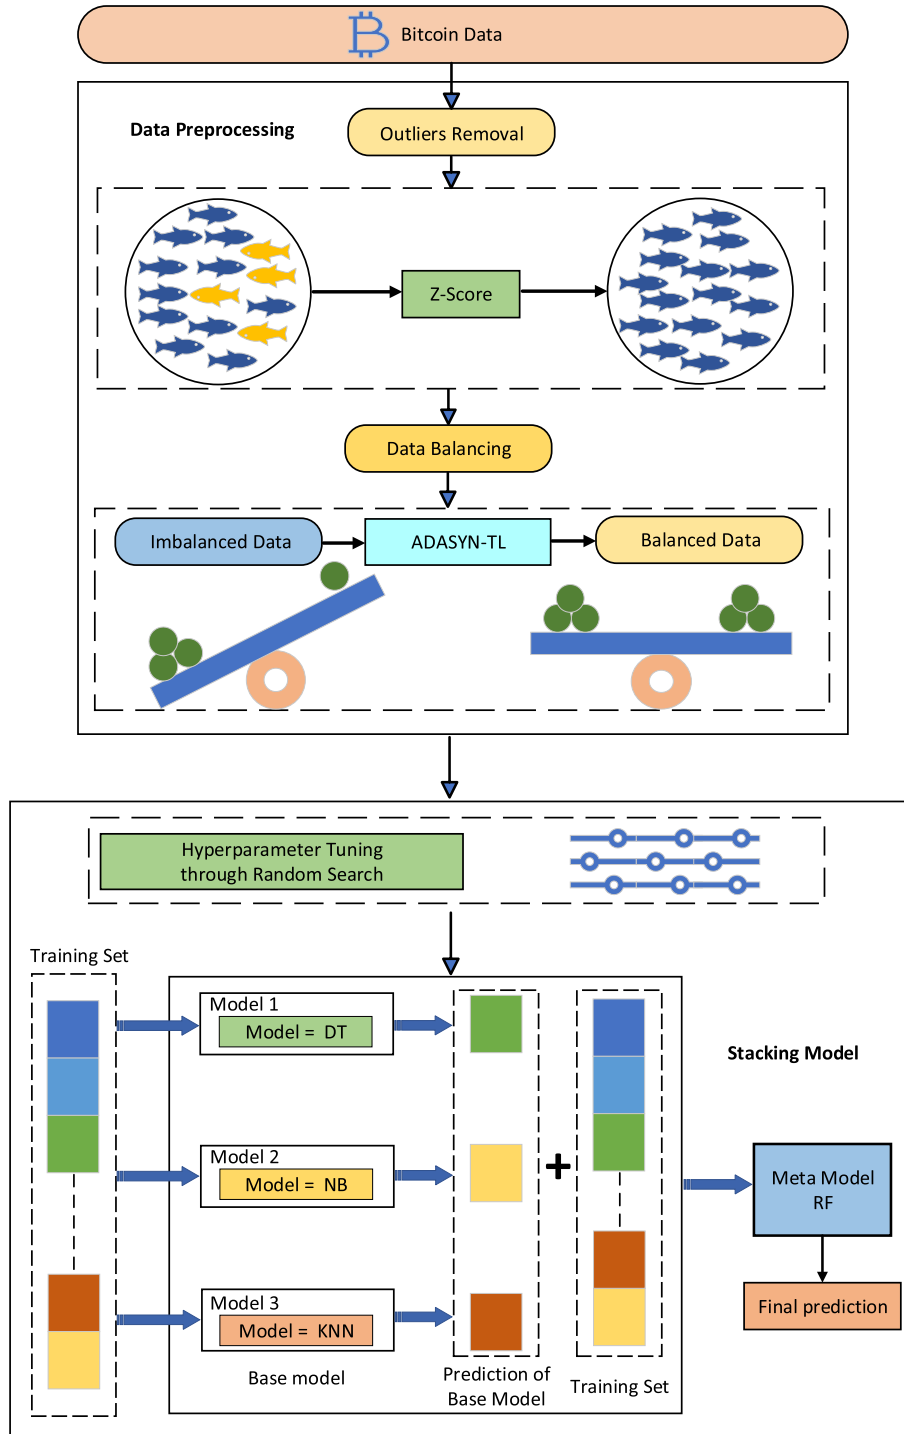 Bitcoin Data
Data Preprocessing
Outliers Removal
Z-Score
Data Balancing
Imbalanced Data
ADASYN-TL
Balanced Data
Hyperparameter Tuning
through Random Search
Training Set
Model 1
Model = DT
Stacking Model
Model 2
Model = NB
Meta Model
RF
Model 3
Model = KNN
Final prediction
Base model
Prediction of
Base Model
Training Set